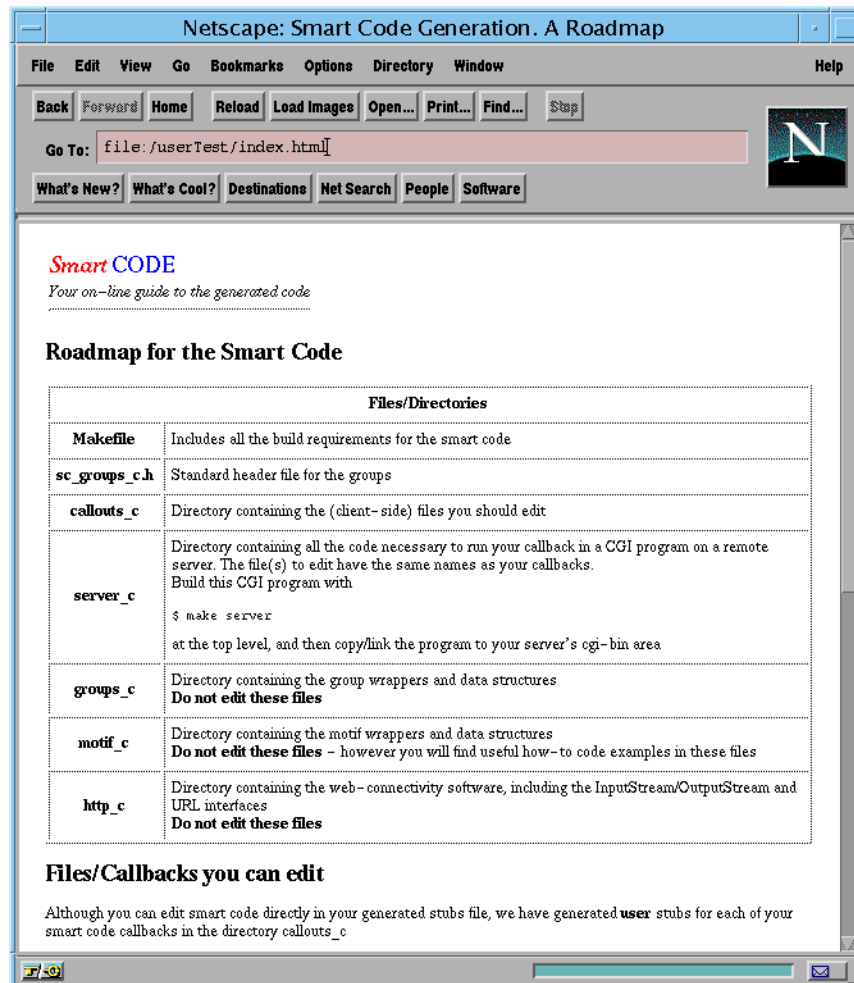 Netscape: Smart Code Generation. A Roadmap
File Edit View Go Bookmarks Options Directory Window Help
Back Forward Home Reload Load Images Open... Print... Find... Stop
Go To: file:/userTest/index.html
N
What's New? What's Cool? Destinations Net Search People Software
Smart CODE
Your on-line guide to the generated code
Roadmap for the Smart Code
Files/Directories
Makefile Includes all the build requirements for the smart code
sc_groups_c.h Standard header file for the groups
callouts_c Directory containing the (client-side) files you should edit
server_c
Directory containing all the code necessary to run your callback in a CGI program on a remote
server. The file(s) to edit have the same names as your callbacks.
Build this CGI program with
$ make server
at the top level, and then copy/link the program to your server's cgi-bin area
groups_c
Directory containing the group wrappers and data structures
Do not edit these files
motif_c
Directory containing the motif wrappers and data structures
Do not edit these files - however you will find useful how-to code examples in these files
http_c
Directory containing the web-connectivity software, including the InputStream/OutputStream and
URL interfaces
Do not edit these files
Files/Callbacks you can edit
Although you can edit smart code directly in your generated stubs file, we have generated user stubs for each of your
smart code callbacks in the directory callouts_c